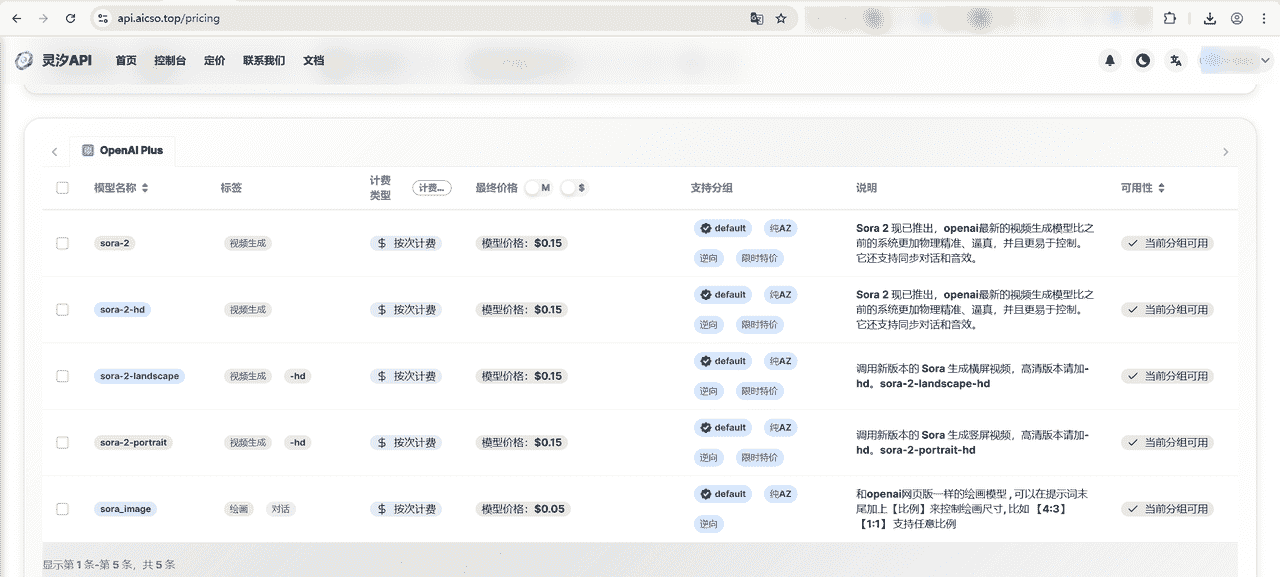 api.aicso.top/pricing
灵汐API 首页 控制台 定价 联系我们 文档
OpenAI Plus
模型名称 标签 计费类型 计费... 最终价格 M $ 支持分组 说明 可用性
sora-2 视频生成 $ 按次计费 模型价格：$0.15
default 纯AZ
逆向 限时特价
Sora 2 现已推出，openai最新的视频生成模型比之
前的系统更加物理精准、逼真，并且更易于控制。
它还支持同步对话和音效。
当前分组可用
sora-2-hd 视频生成 $ 按次计费 模型价格：$0.15
default 纯AZ
逆向 限时特价
Sora 2 现已推出，openai最新的视频生成模型比之
前的系统更加物理精准、逼真，并且更易于控制。
它还支持同步对话和音效。
当前分组可用
sora-2-landscape 视频生成 -hd $ 按次计费 模型价格：$0.15
default 纯AZ
逆向 限时特价
调用新版本的 Sora 生成横屏视频，高清版本请加-
hd。sora-2-landscape-hd
当前分组可用
sora-2-portrait 视频生成 -hd $ 按次计费 模型价格：$0.15
default 纯AZ
逆向 限时特价
调用新版本的 Sora 生成竖屏视频，高清版本请加-
hd。sora-2-portrait-hd
当前分组可用
sora_image 绘画 对话 $ 按次计费 模型价格：$0.05
default 纯AZ
逆向
和openai网页版一样的绘画模型，可以在提示词末
尾加上【比例】来控制绘画尺寸，比如 【4:3】
【1:1】 支持任意比例
当前分组可用
显示第 1 条-第 5 条，共 5 条